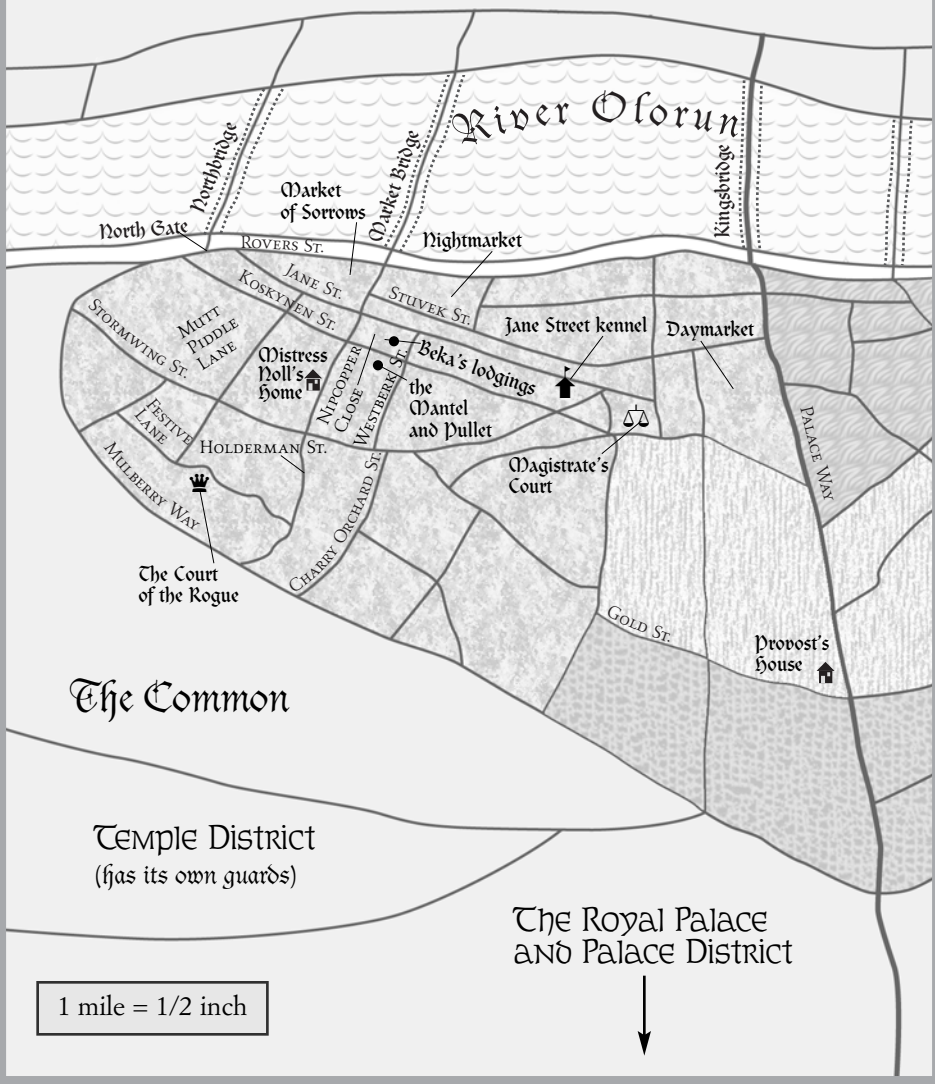 River Olorun
Northbridge
Market Bridge
Kingsbridge
Market
of Sorrows
North Gate
Rovers St.
Nightmarket
Jane St.
Koskynen St.
Stuvek St.
Stormwing St.
Mutt
Piddle
Lane
Jane Street kennel
Daymarket
Mistress
Noll's
Home
Nipcopper
Close
Westberk St.
Beka's lodgings
the
Mantel
and Pullet
Festive
Lane
Holderman St.
Mulberry Way
Charry Orchard St.
Magistrate's
Court
Palace Way
The Court
of the Rogue
Gold St.
Provost's
House
The Common
Temple District
(has its own guards)
The Royal Palace
and Palace District
1 mile = 1/2 inch